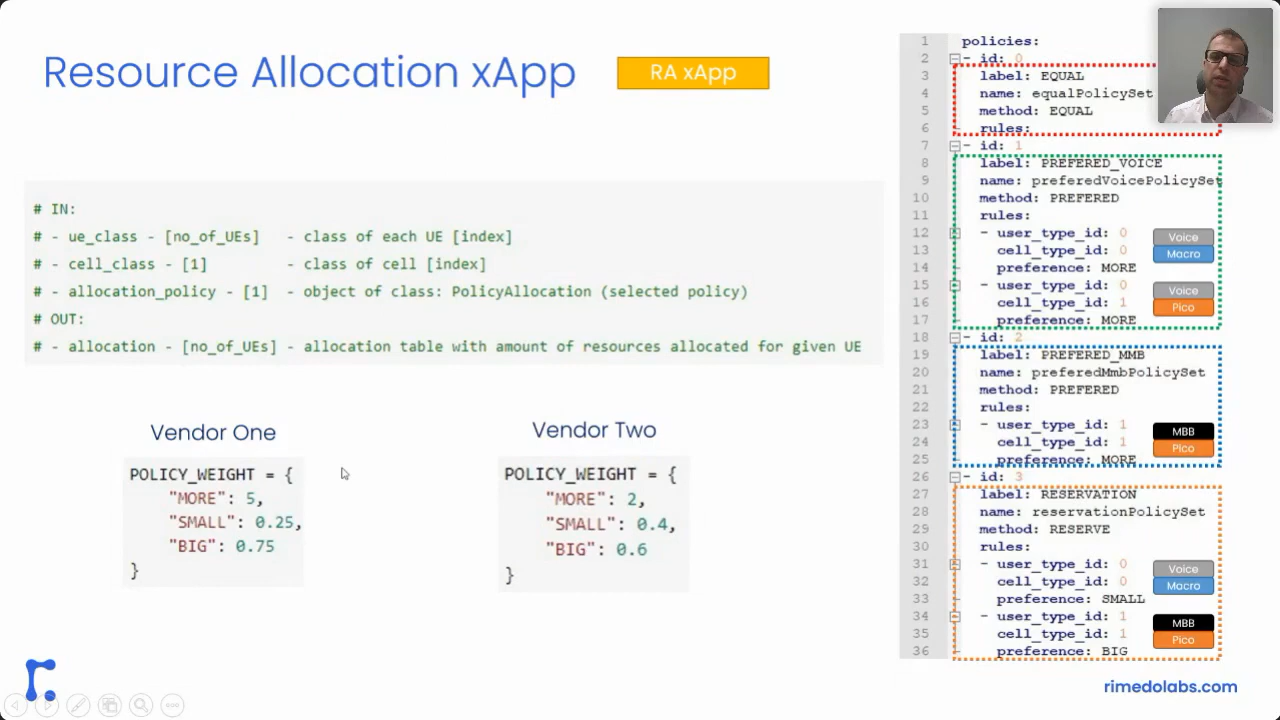 Resource Allocation xApp
RA xApp
# IN:
# - ue_class - [no_of_UEs] - class of each UE [index]
# - cell_class - [1] - class of cell [index]
# - allocation_policy - [1] - object of class: PolicyAllocation (selected policy)
# OUT:
# - allocation - [no_of_UEs] - allocation table with amount of resources allocated for given UE
Vendor One
POLICY_WEIGHT = {
"MORE": 5,
"SMALL": 0.25,
"BIG": 0.75
}
Vendor Two
POLICY_WEIGHT = {
"MORE": 2,
"SMALL": 0.4,
"BIG": 0.6
}
1 policies:
2 - id: 0
3 label: EQUAL
4 name: equalPolicySet
5 method: EQUAL
6 rules:
7 - id: 1
8 label: PREFERED_VOICE
9 name: preferedVoicePolicySet
10 method: PREFERED
11 rules:
12 - user_type_id: 0 Voice
13 cell_type_id: 0 Macro
14 preference: MORE
15 - user_type_id: 0 Voice
16 cell_type_id: 1 Pico
17 preference: MORE
18 - id: 2
19 label: PREFERED_MMB
20 name: preferedMmbPolicySet
21 method: PREFERED
22 rules:
23 - user_type_id: 1 MBB
24 cell_type_id: 1 Pico
25 preference: MORE
26 - id: 3
27 label: RESERVATION
28 name: reservationPolicySet
29 method: RESERVE
30 rules:
31 - user_type_id: 0 Voice
32 cell_type_id: 0 Macro
33 preference: SMALL
34 - user_type_id: 1 MBB
35 cell_type_id: 1 Pico
36 preference: BIG
rimedolabs.com